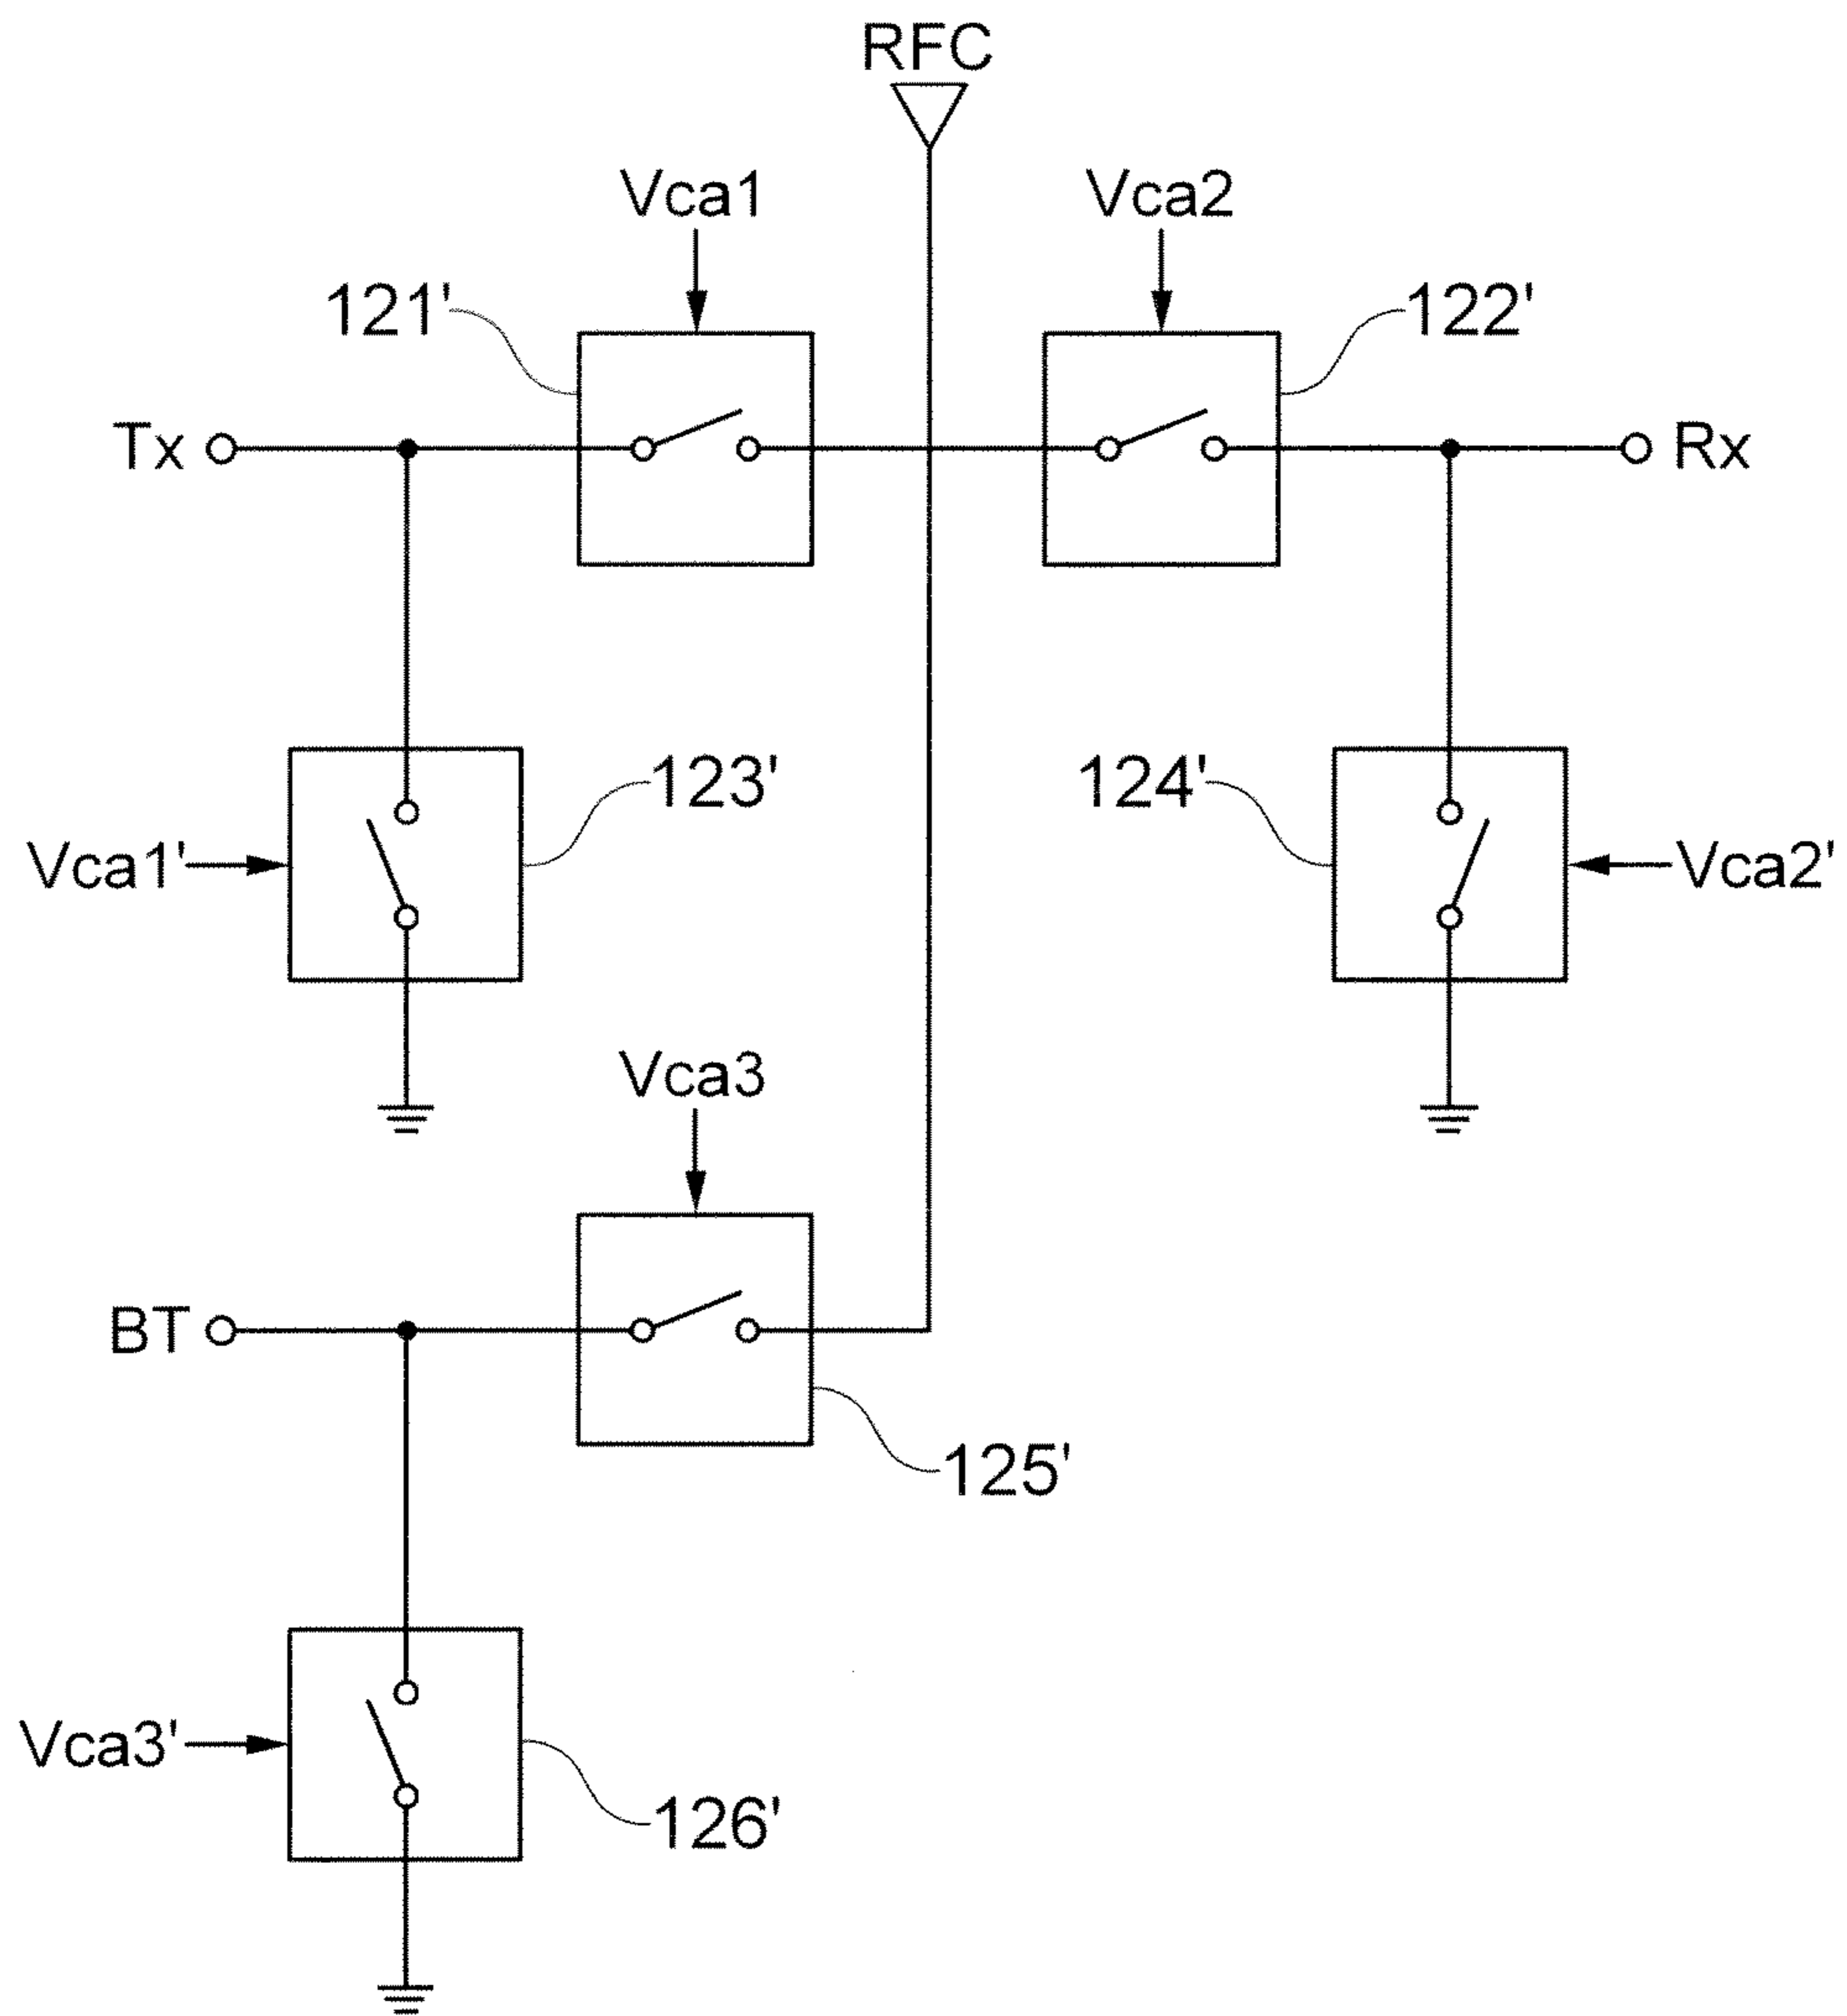 RFC
Vca1
Vca2
121'
122'
Tx
Rx
123'
124'
Vca1'
Vca2'
Vca3
BT
125'
Vca3'
126'